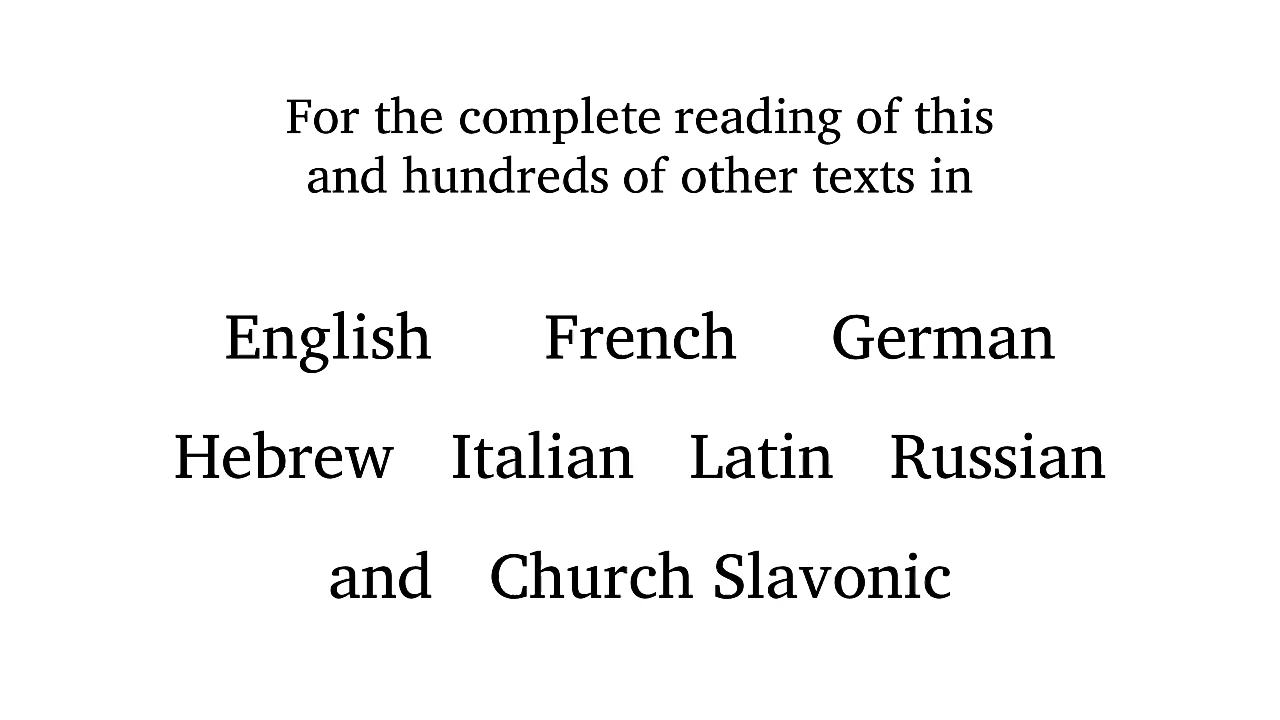 For the complete reading of this
and hundreds of other texts in
English French German
Hebrew Italian Latin Russian
and Church Slavonic